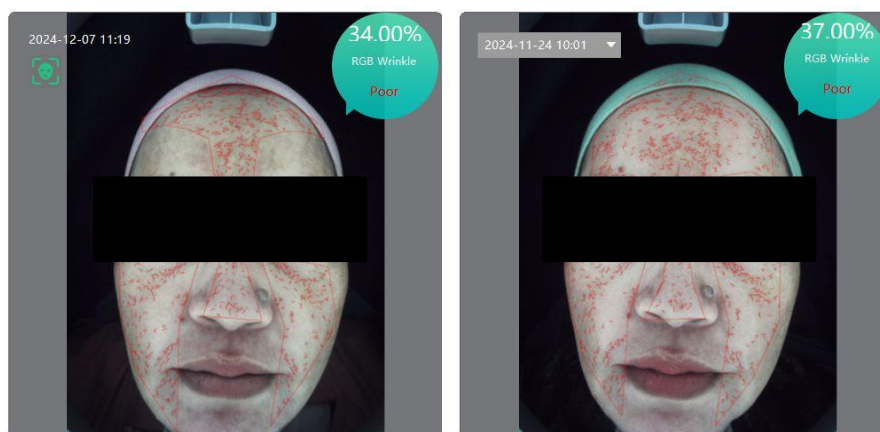 2024-12-07 11:19
34.00%
RGB Wrinkle
Poor
2024-11-24 10:01
37.00%
RGB Wrinkle
Poor